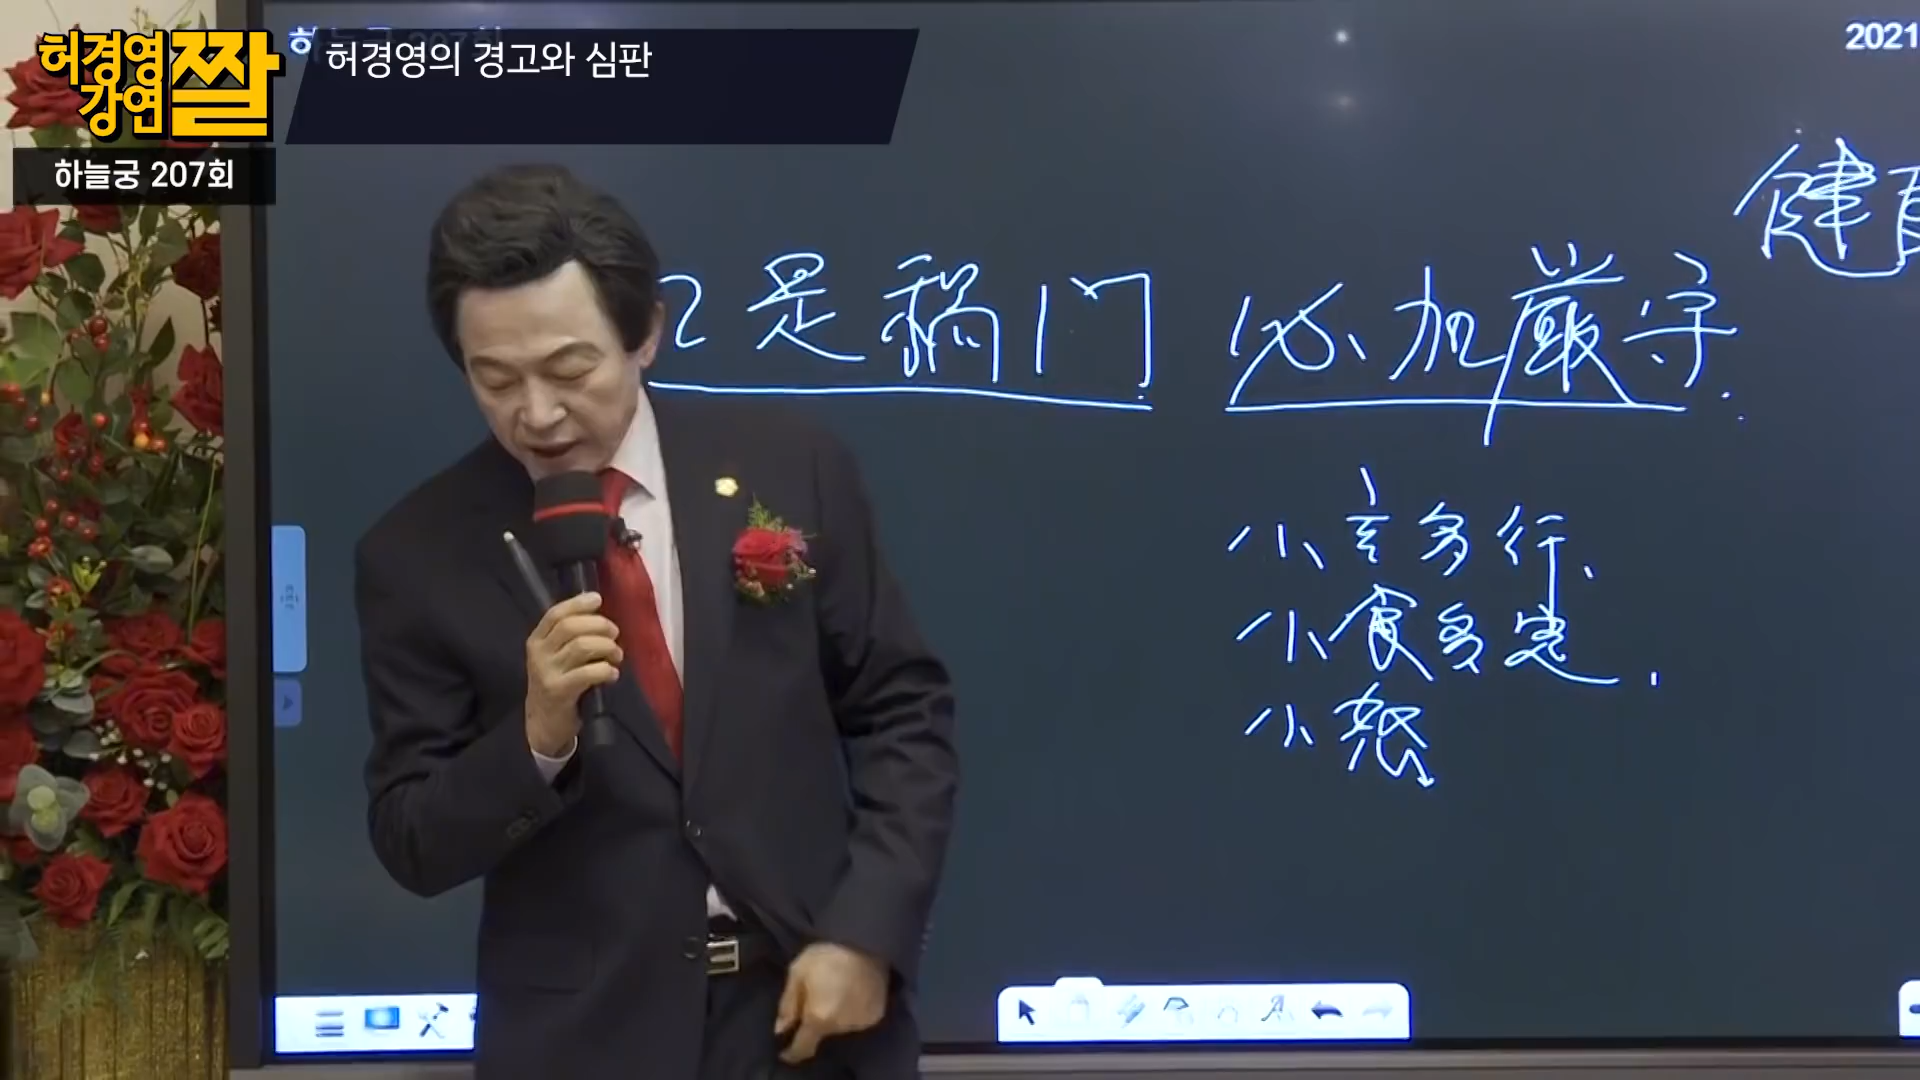 허경영
강연
짤
허경영의 경고와 심판
하늘궁 207회
2021
健
口是禍門 必加嚴守
小言多行
小食多定
小怒